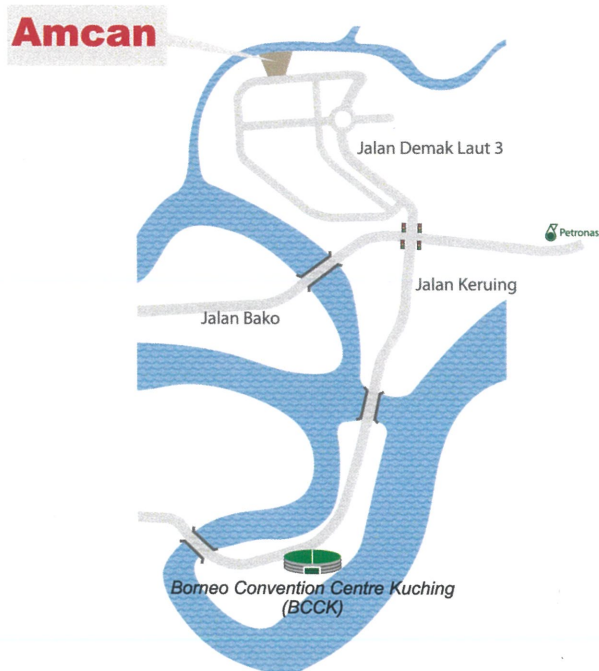 Amcan
Jalan Demak Laut 3
Petronas
Jalan Keruing
Jalan Bako
Borneo Convention Centre Kuching
(BCCK)